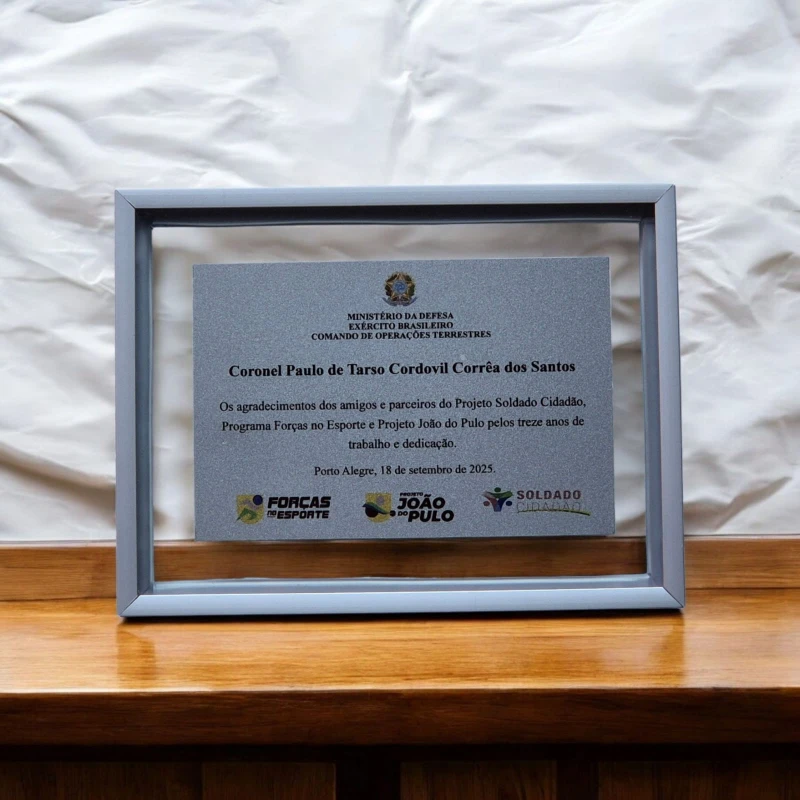 MINISTÉRIO DA DEFESA
EXÉRCITO BRASILEIRO
COMANDO DE OPERAÇÕES TERRESTRES
Coronel Paulo de Tarso Cordovil Corrêa dos Santos
Os agradecimentos dos amigos e parceiros do Projeto Soldado Cidadão,
Programa Forças no Esporte e Projeto João do Pulo pelos treze anos de
trabalho e dedicação.
Porto Alegre, 18 de setembro de 2025.
FORÇAS
NO ESPORTE
PROJETO
JOÃO
DO PULO
SOLDADO
CIDADÃO